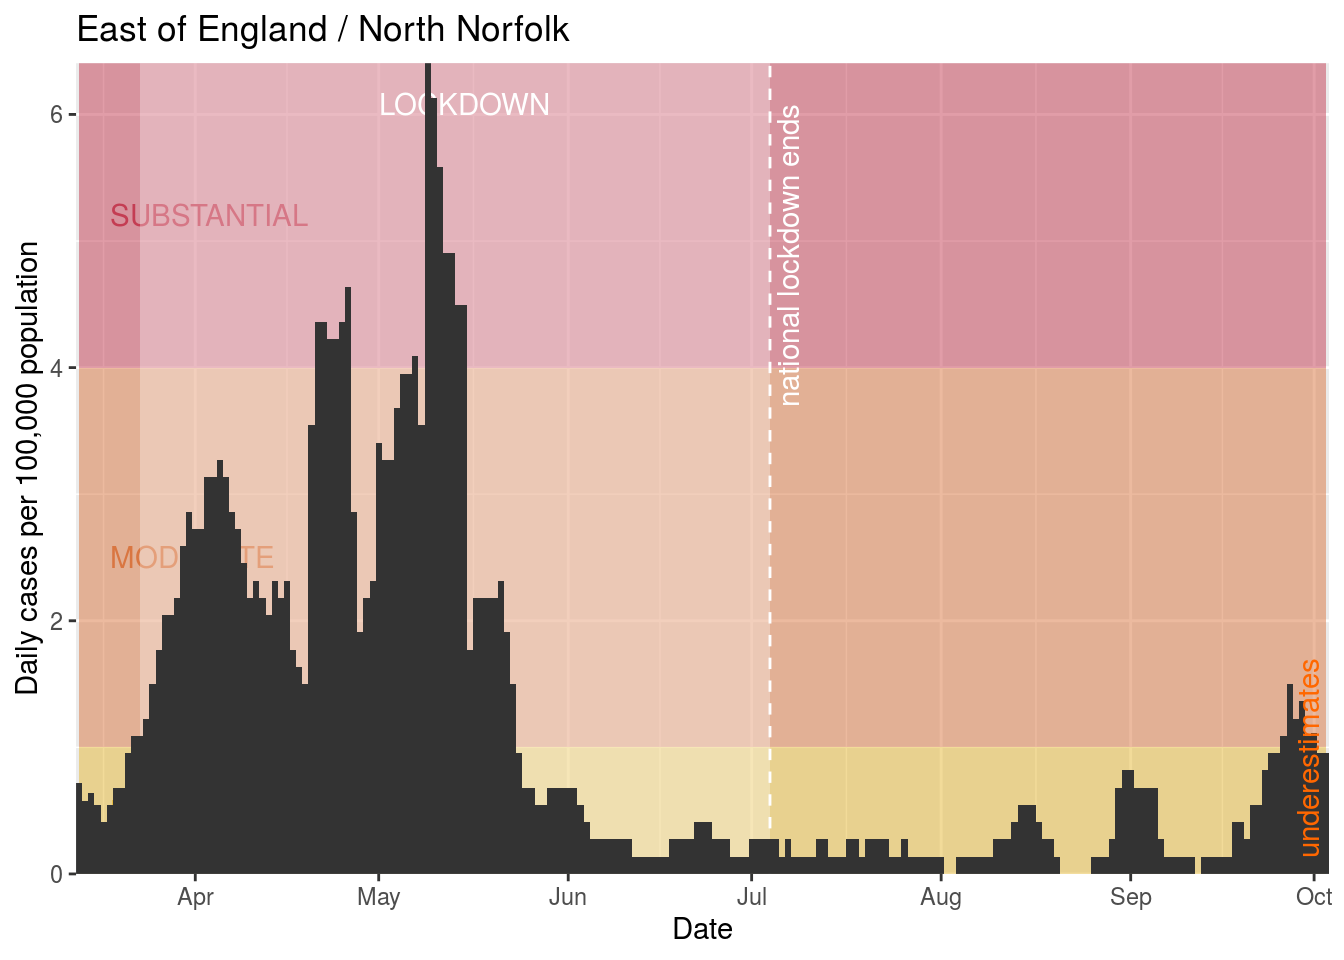 East of England / North Norfolk
Daily cases per 100,000 population
6
4
2
0
LOCKDOWN
SUBSTANTIAL
MODERATE
national lockdown ends
underestimates
Apr
May
Jun
Jul
Aug
Sep
Oct
Date